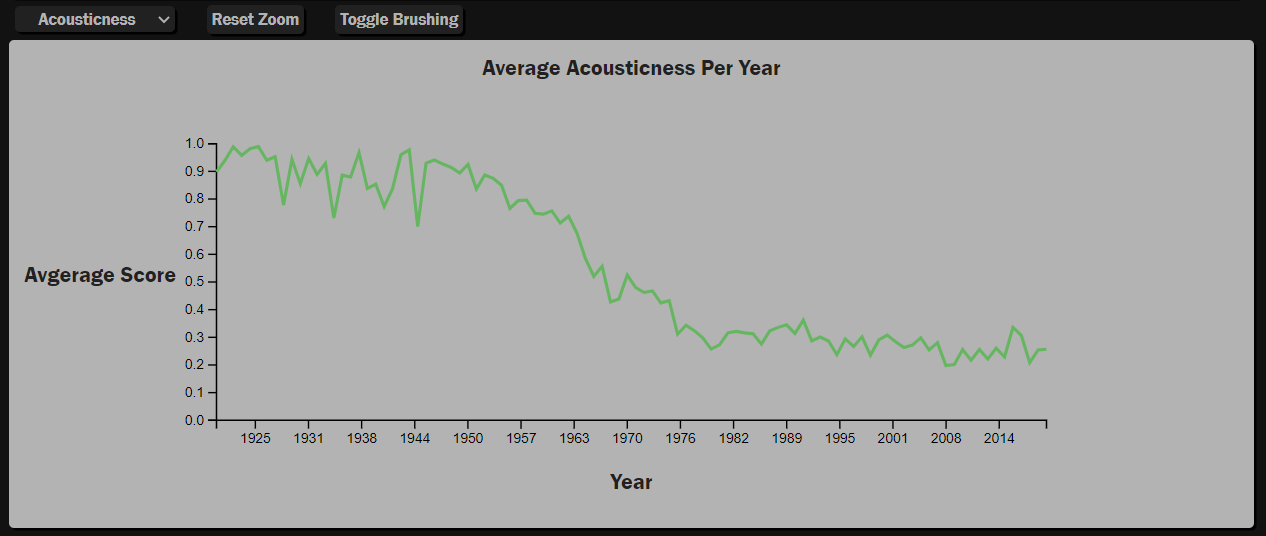 Acousticness Reset Zoom Toggle Brushing
Average Acousticness Per Year
1.0
0.9
0.8
0.7
0.6
Avgerage Score
0.5
0.4
0.3
0.2
0.1
0.0
1925 1931 1938 1944 1950 1957 1963 1970 1976 1982 1989 1995 2001 2008 2014
Year